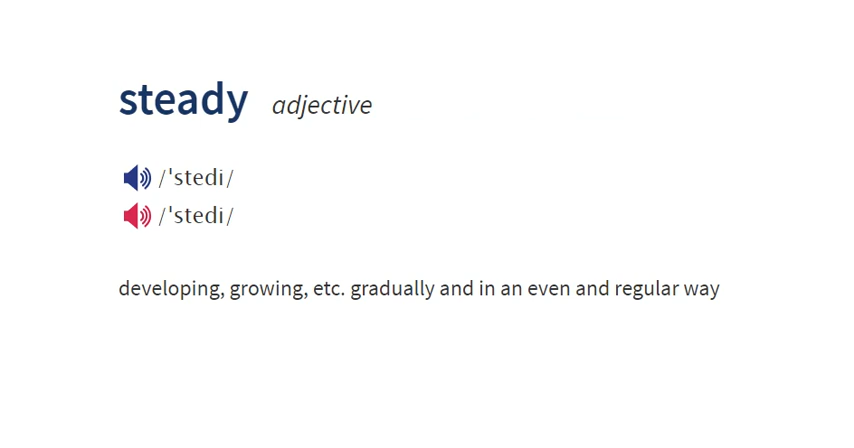 steady adjective
/ˈstedi/
/ˈstedi/
developing, growing, etc. gradually and in an even and regular way